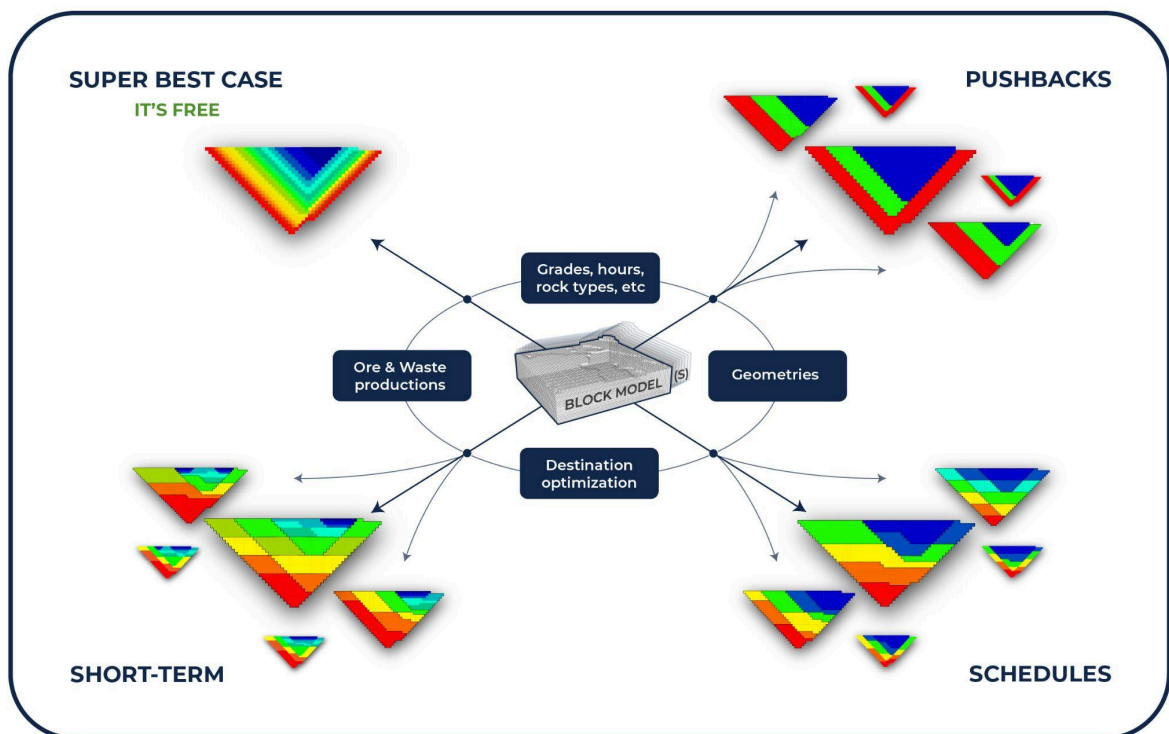 SUPER BEST CASE
IT'S FREE
PUSHBACKS
Grades, hours,
rock types, etc
Ore & Waste
productions
BLOCK MODEL (S)
Geometries
Destination
optimization
SHORT-TERM
SCHEDULES